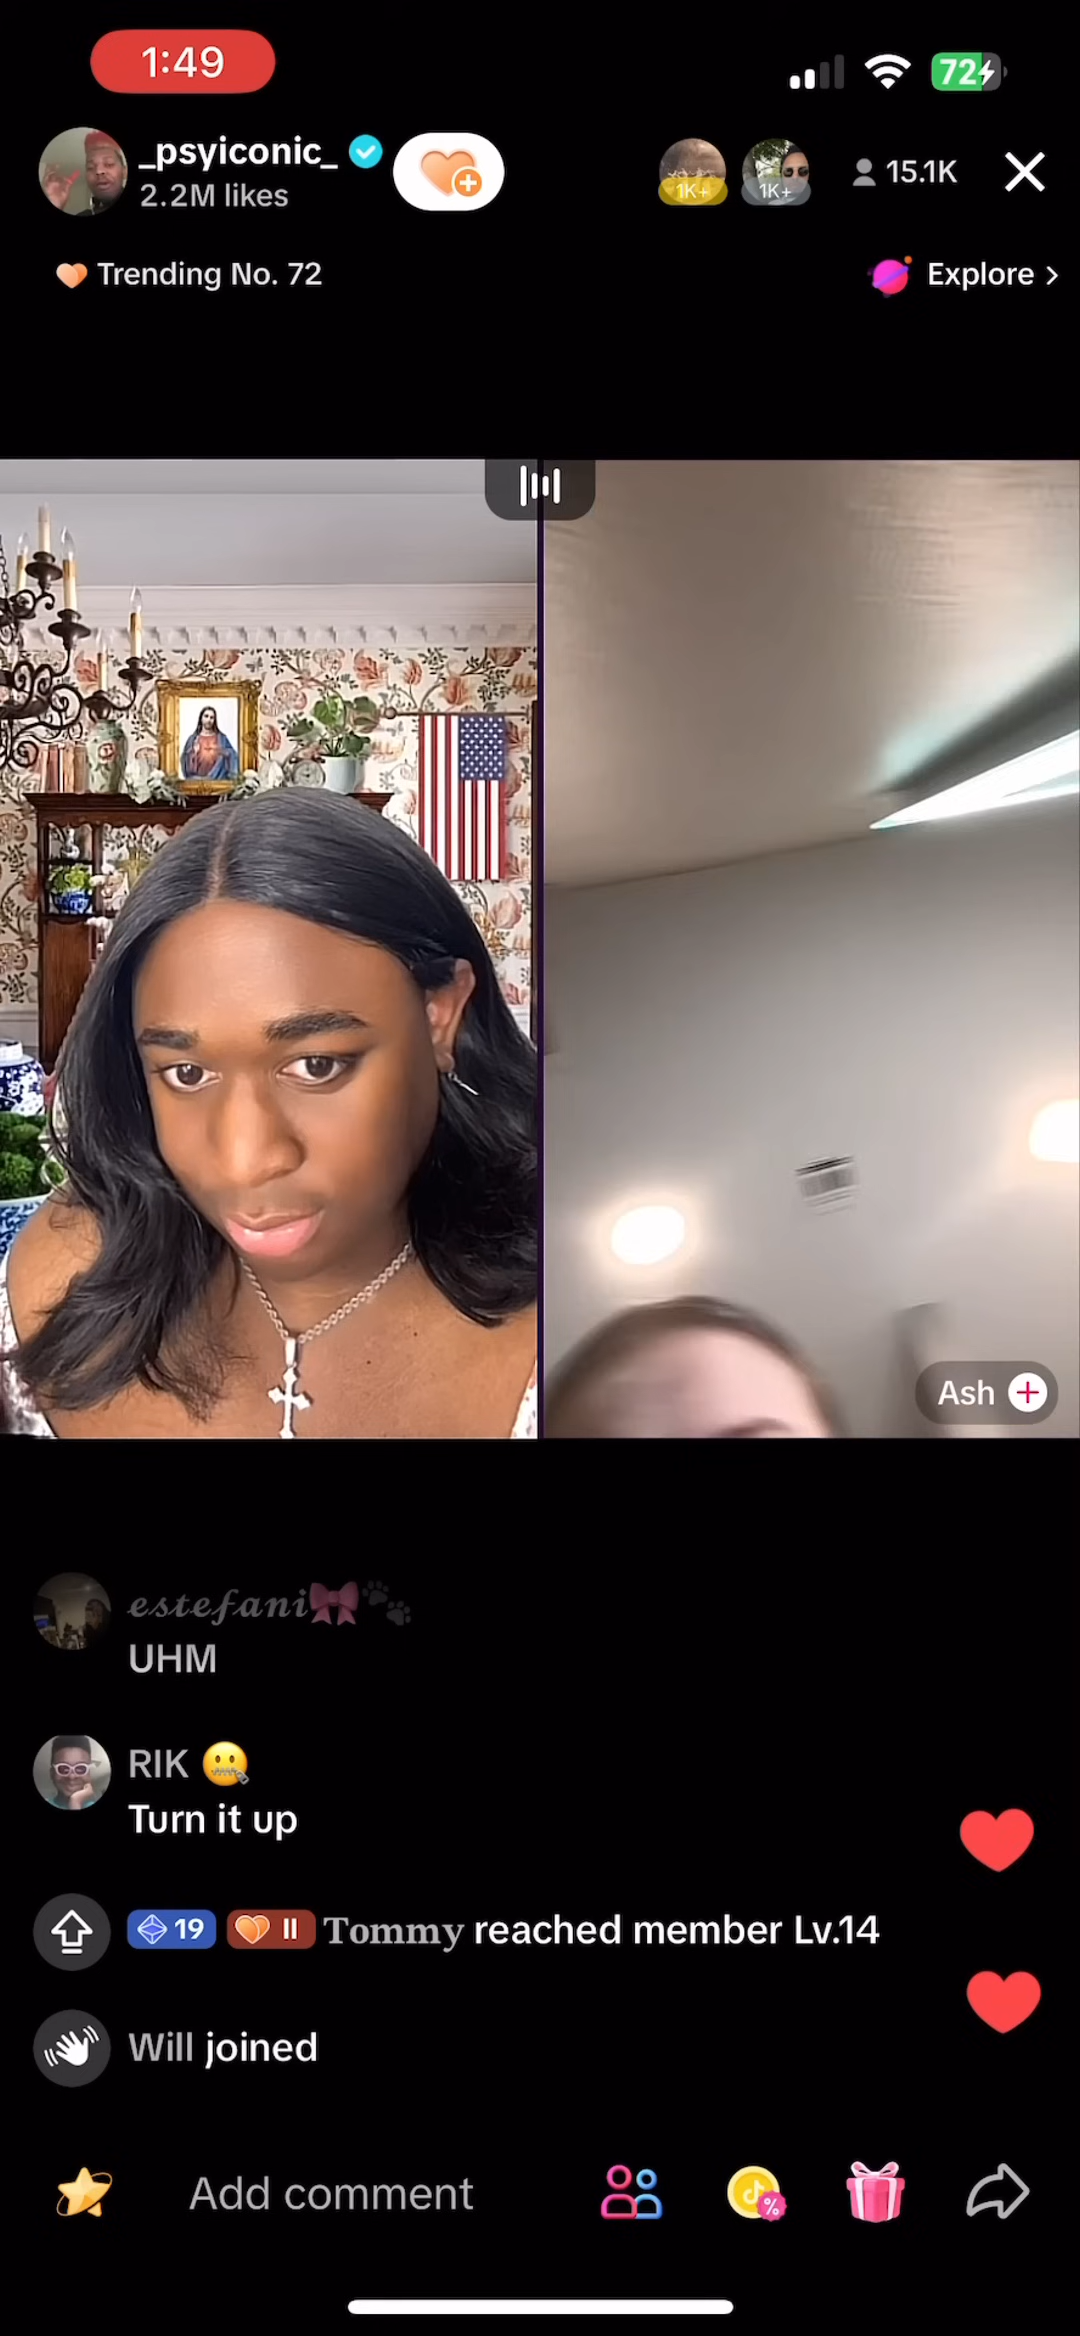 1:49
72
_psyiconic_
2.2M likes
1K+
1K+
15.1K
Trending No. 72
Explore >
Ash +
estefani🎀🐾
UHM
RIK 🤐
Turn it up
19 II Tommy reached member Lv.14
Will joined
Add comment
%